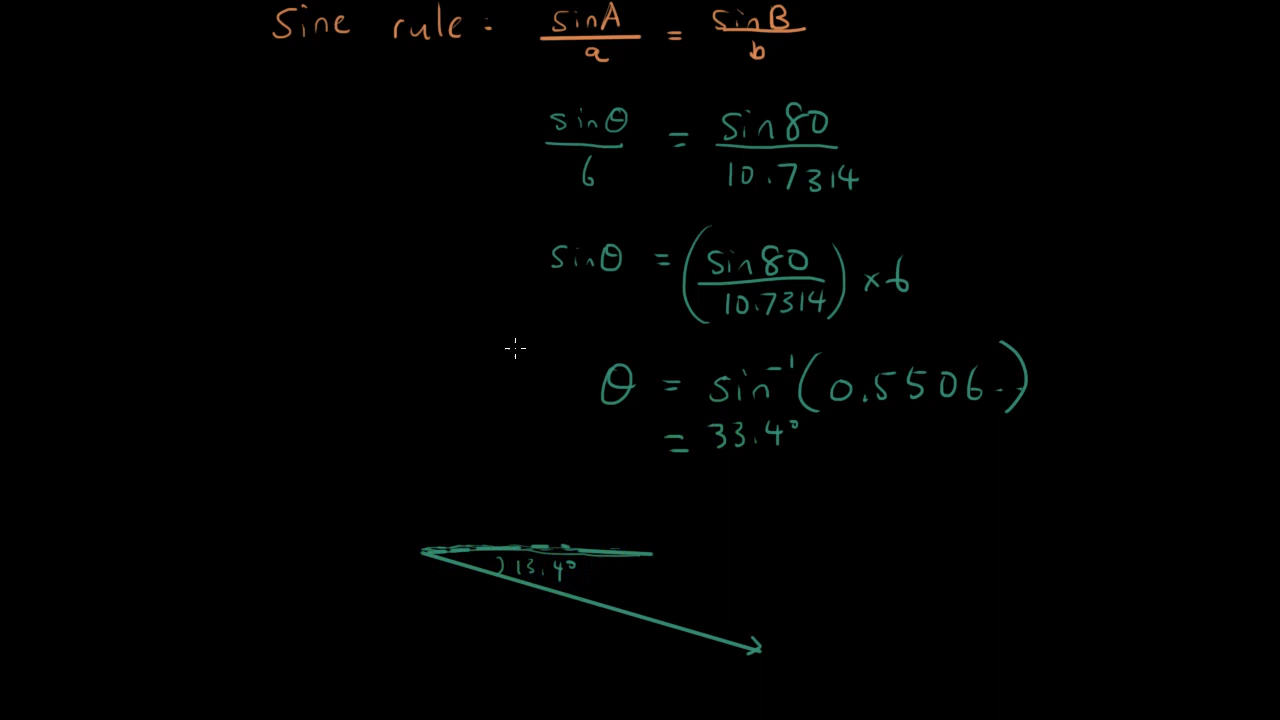 Sine rule: sinA/a = sinB/b
sinθ/6 = sin80/10.7314
sinθ = (sin80/10.7314) ×6
θ = sin⁻¹(0.5506..)
= 33.4°
13.4°